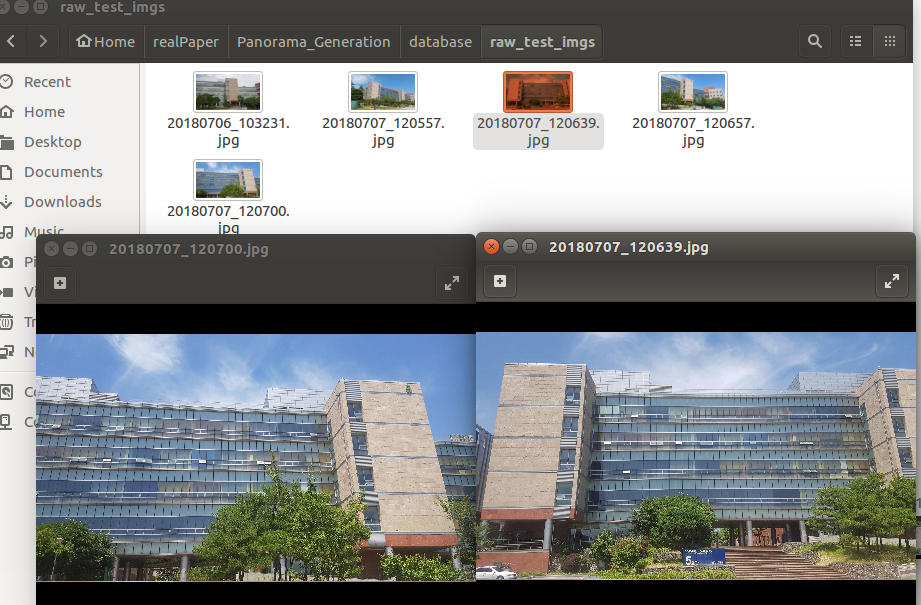 raw_test_imgs
Home realPaper Panorama_Generation database raw_test_imgs
Recent
Home
Desktop
Documents
Downloads
Music
Pi
Vi
Tr
N
Co
Co
20180706_103231.
jpg
20180707_120557.
jpg
20180707_120639.
jpg
20180707_120657.
jpg
20180707_120700.
jpg
20180707_120700.jpg
20180707_120639.jpg
5